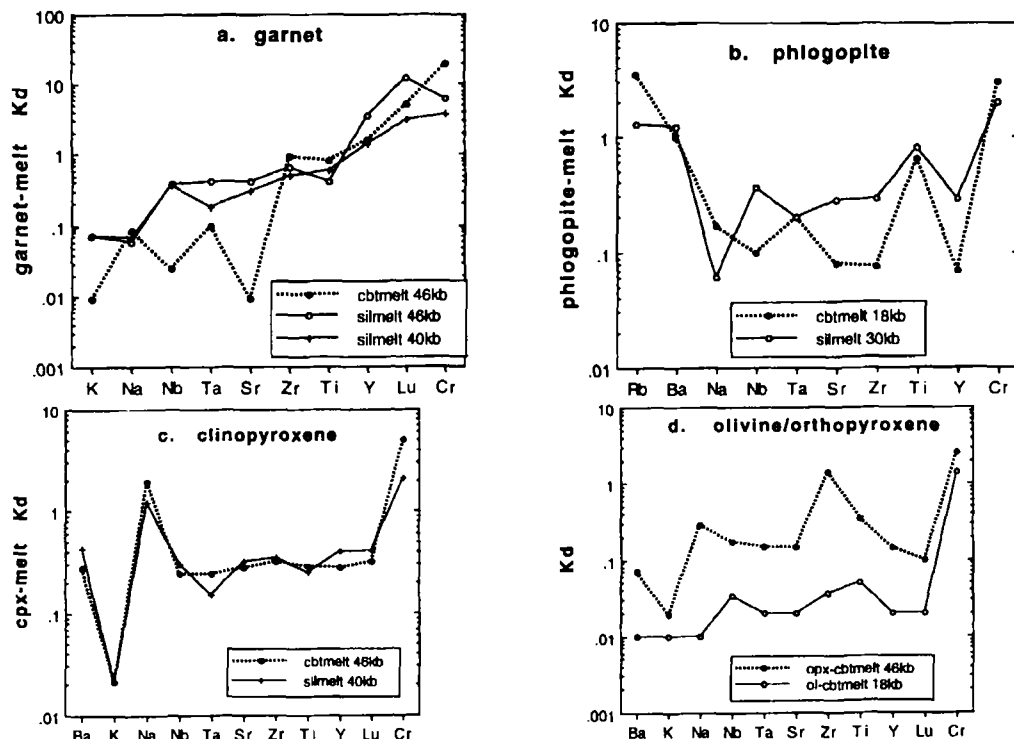 a. garnet
garnet-melt Kd
100
10
1
.1
.01
.001
cbtmelt 46kb
silmelt 46kb
silmelt 40kb
K Na Nb Ta Sr Zr Ti Y Lu Cr
b. phlogopite
phlogopite-melt Kd
10
1
.1
.01
cbtmelt 18kb
silmelt 30kb
Rb Ba Na Nb Ta Sr Zr Ti Y Cr
c. clinopyroxene
cpx-melt Kd
10
1
.1
.01
cbtmelt 46kb
silmelt 40kb
Ba K Na Nb Ta Sr Zr Ti Y Lu Cr
d. olivine/orthopyroxene
Kd
10
1
.1
.01
.001
opx-cbtmelt 46kb
ol-cbtmelt 18kb
Ba K Na Nb Ta Sr Zr Ti Y Lu Cr